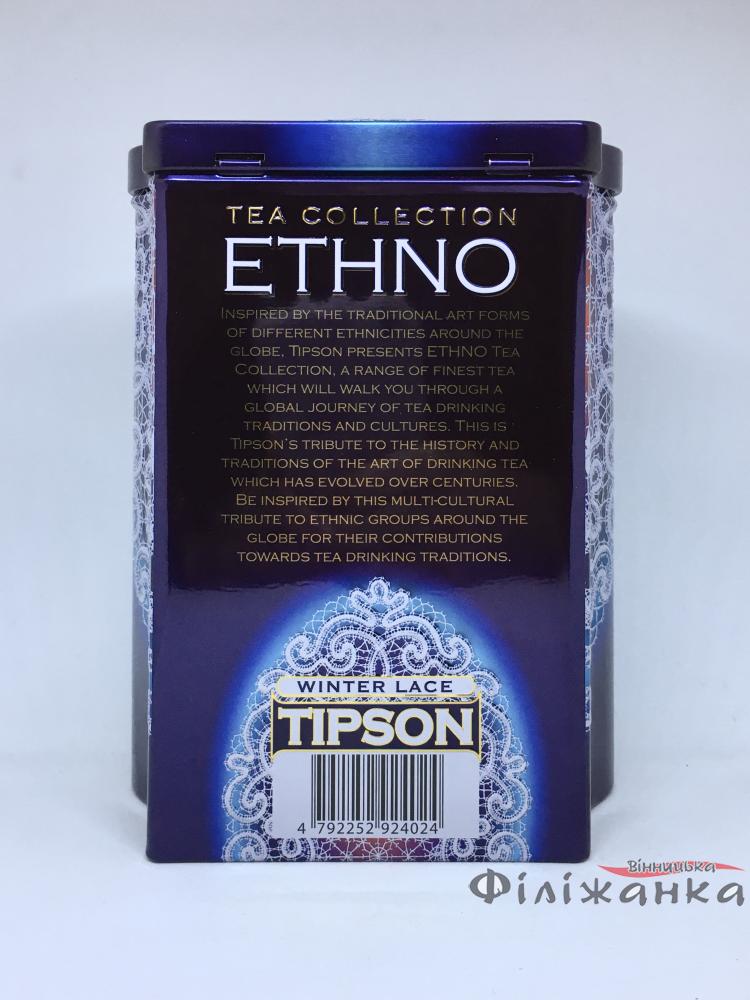 TEA COLLECTION
ETHNO
INSPIRED BY THE TRADITIONAL ART FORMS
OF DIFFERENT ETHNICITIES AROUND THE
GLOBE, TIPSON PRESENTS ETHNO TEA
COLLECTION, A RANGE OF FINEST TEA
WHICH WILL WALK YOU THROUGH A
GLOBAL JOURNEY OF TEA DRINKING
TRADITIONS AND CULTURES. THIS IS
TIPSON'S TRIBUTE TO THE HISTORY AND
TRADITIONS OF THE ART OF DRINKING TEA
WHICH HAS EVOLVED OVER CENTURIES.
BE INSPIRED BY THIS MULTI-CULTURAL
TRIBUTE TO ETHNIC GROUPS AROUND THE
GLOBE FOR THEIR CONTRIBUTIONS
TOWARDS TEA DRINKING TRADITIONS.
WINTER LACE
TIPSON
4 792252 924024
Вінницька
Філіжанка